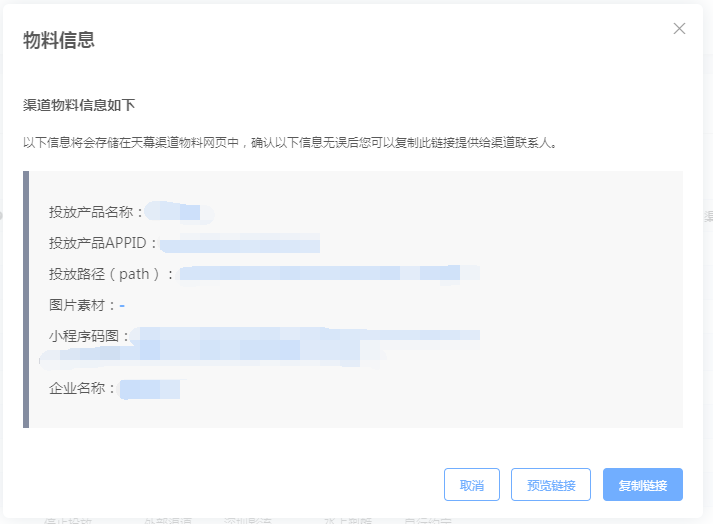 物料信息
渠道物料信息如下
以下信息将会存储在天幕渠道物料网页中，确认以下信息无误后您可以复制此链接提供给渠道联系人。
投放产品名称：
投放产品APPID：
投放路径（path）：
图片素材：-
小程序码图：
企业名称：
取消 预览链接 复制链接